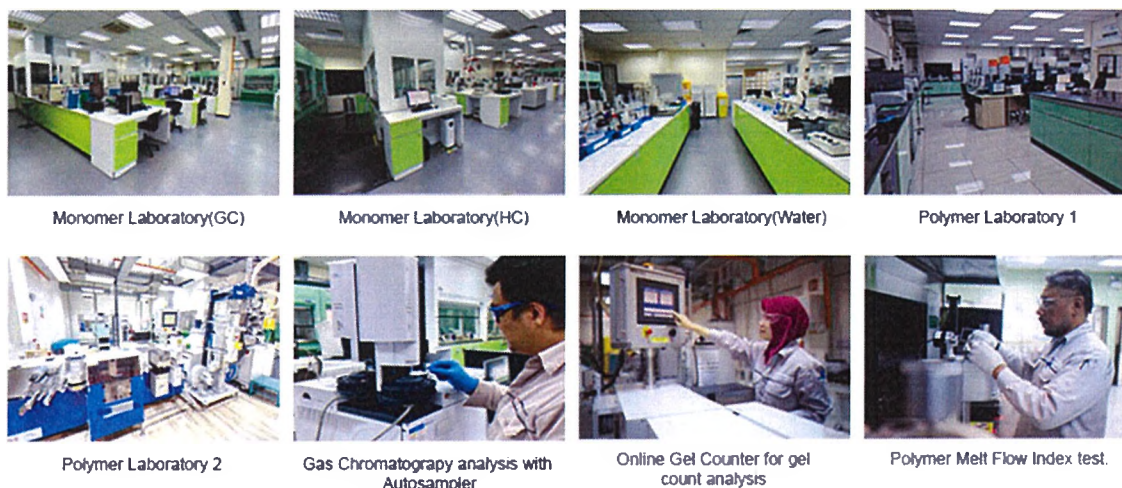 Monomer Laboratory(GC)
Monomer Laboratory(HC)
Monomer Laboratory(Water)
Polymer Laboratory 1
Polymer Laboratory 2
Gas Chromatograpy analysis with
Autosampler
Online Gel Counter for gel
count analysis
Polymer Melt Flow Index test.